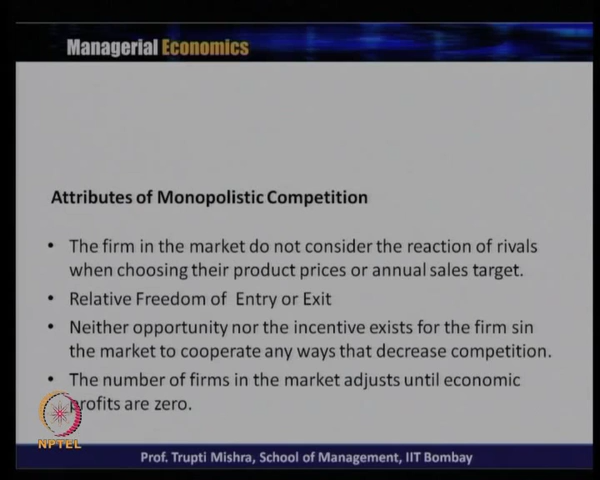 Managerial Economics
Attributes of Monopolistic Competition
• The firm in the market do not consider the reaction of rivals
when choosing their product prices or annual sales target.
• Relative Freedom of Entry or Exit
• Neither opportunity nor the incentive exists for the firm sin
the market to cooperate any ways that decrease competition.
• The number of firms in the market adjusts until economic
profits are zero.
NPTEL
Prof. Trupti Mishra, School of Management, IIT Bombay